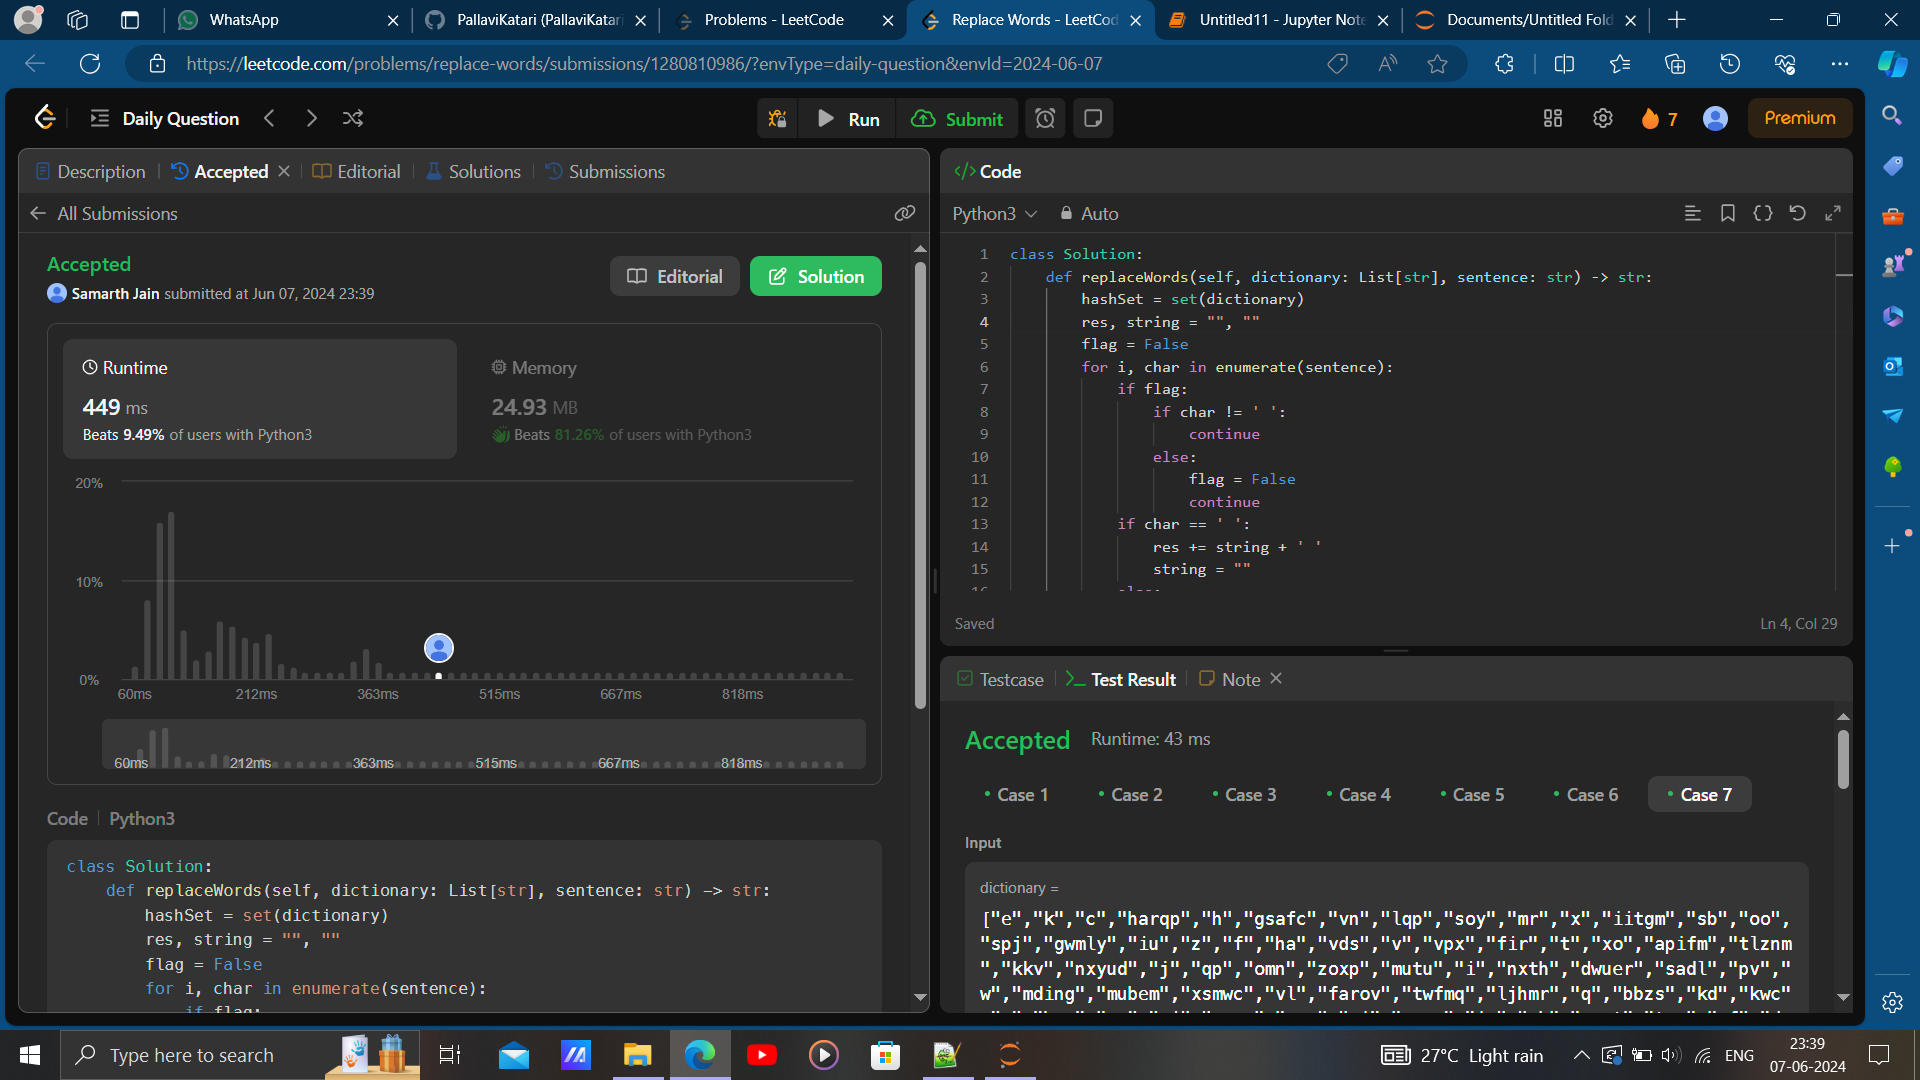 WhatsApp
PallaviKatari (PallaviKatari
Problems - LeetCode
Replace Words - LeetCod
Untitled11 - Jupyter Note
Documents/Untitled Fold
https://leetcode.com/problems/replace-words/submissions/1280810986/?envType=daily-question&envId=2024-06-07
Daily Question
Run
Submit
7
Premium
Description
Accepted
Editorial
Solutions
Submissions
All Submissions
Accepted
Samarth Jain submitted at Jun 07, 2024 23:39
Editorial
Solution
Runtime
449 ms
Beats 9.49% of users with Python3
Memory
24.93 MB
Beats 81.26% of users with Python3
20%
10%
0%
60ms 212ms 363ms 515ms 667ms 818ms
60ms 212ms 363ms 515ms 667ms 818ms
Code | Python3
class Solution:
    def replaceWords(self, dictionary: List[str], sentence: str) -> str:
        hashSet = set(dictionary)
        res, string = "", ""
        flag = False
        for i, char in enumerate(sentence):
            if flag:
</> Code
Python3
Auto
1 class Solution:
2     def replaceWords(self, dictionary: List[str], sentence: str) -> str:
3         hashSet = set(dictionary)
4         res, string = "", ""
5         flag = False
6         for i, char in enumerate(sentence):
7             if flag:
8                 if char != ' ':
9                     continue
10                 else:
11                     flag = False
12                     continue
13             if char == ' ':
14                 res += string + ' '
15                 string = ""
16             else:
Saved
Ln 4, Col 29
Testcase
Test Result
Note
Accepted Runtime: 43 ms
Case 1 Case 2 Case 3 Case 4 Case 5 Case 6 Case 7
Input
dictionary =
["e","k","c","harqp","h","gsafc","vn","lqp","soy","mr","x","iitgm","sb","oo",
"spj","gwmly","iu","z","f","ha","vds","v","vpx","fir","t","xo","apifm","tlznm
","kkv","nxyud","j","qp","omn","zoxp","mutu","i","nxth","dwuer","sadl","pv","
w","mding","mubem","xsmwc","vl","farov","twfmq","ljhmr","q","bbzs","kd","kwc"
Type here to search
27°C Light rain
ENG
23:39
07-06-2024